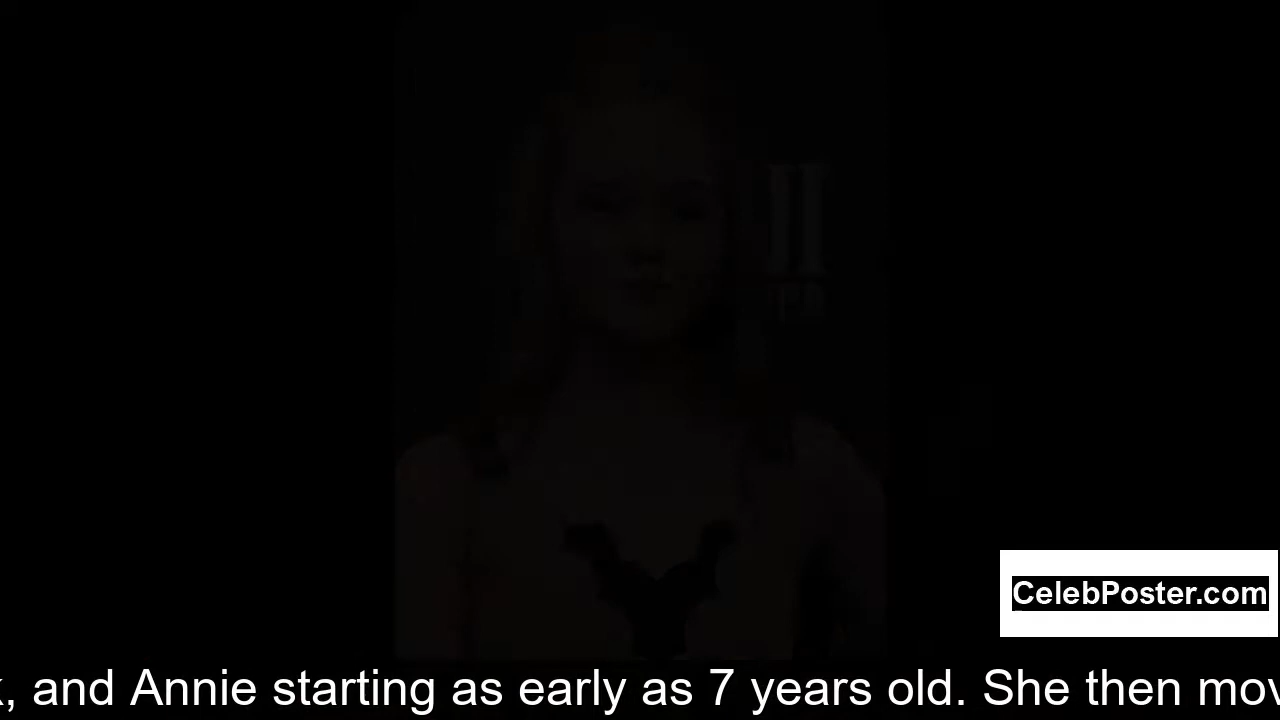 CelebPoster.com
, and Annie starting as early as 7 years old. She then mov